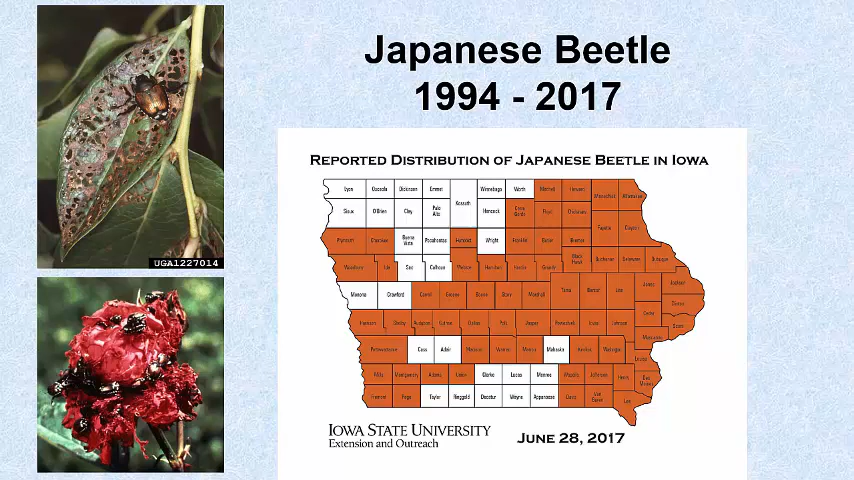 Japanese Beetle
1994 - 2017
UGA1227014
REPORTED DISTRIBUTION OF JAPANESE BEETLE IN IOWA
Lyon Osceola Dickinson Emmet Winnebago Worth Mitchell Howard Winneshiek Allamakee
Kossuth
Sioux O'Brien Clay Palo Alto Hancock Cerro Gordo Floyd Chickasaw
Fayette Clayton
Plymouth Cherokee Buena Vista Pocahontas Humboldt Wright Franklin Butler Bremer
Woodbury Ida Sac Calhoun Webster Hamilton Hardin Grundy Black Hawk Buchanan Delaware Dubuque
Monona Crawford Carroll Greene Boone Story Marshall Tama Benton Linn Jones Jackson
Clinton
Cedar Scott
Harrison Shelby Audubon Guthrie Dallas Polk Jasper Poweshiek Iowa Johnson
Muscatine
Pottawattamie Cass Adair Madison Warren Marion Mahaska Keokuk Washington
Louisa
Mills Montgomery Adams Union Clarke Lucas Monroe Wapello Jefferson Henry Des Moines
Fremont Page Taylor Ringgold Decatur Wayne Appanoose Davis Van Buren Lee
IOWA STATE UNIVERSITY
Extension and Outreach
JUNE 28, 2017